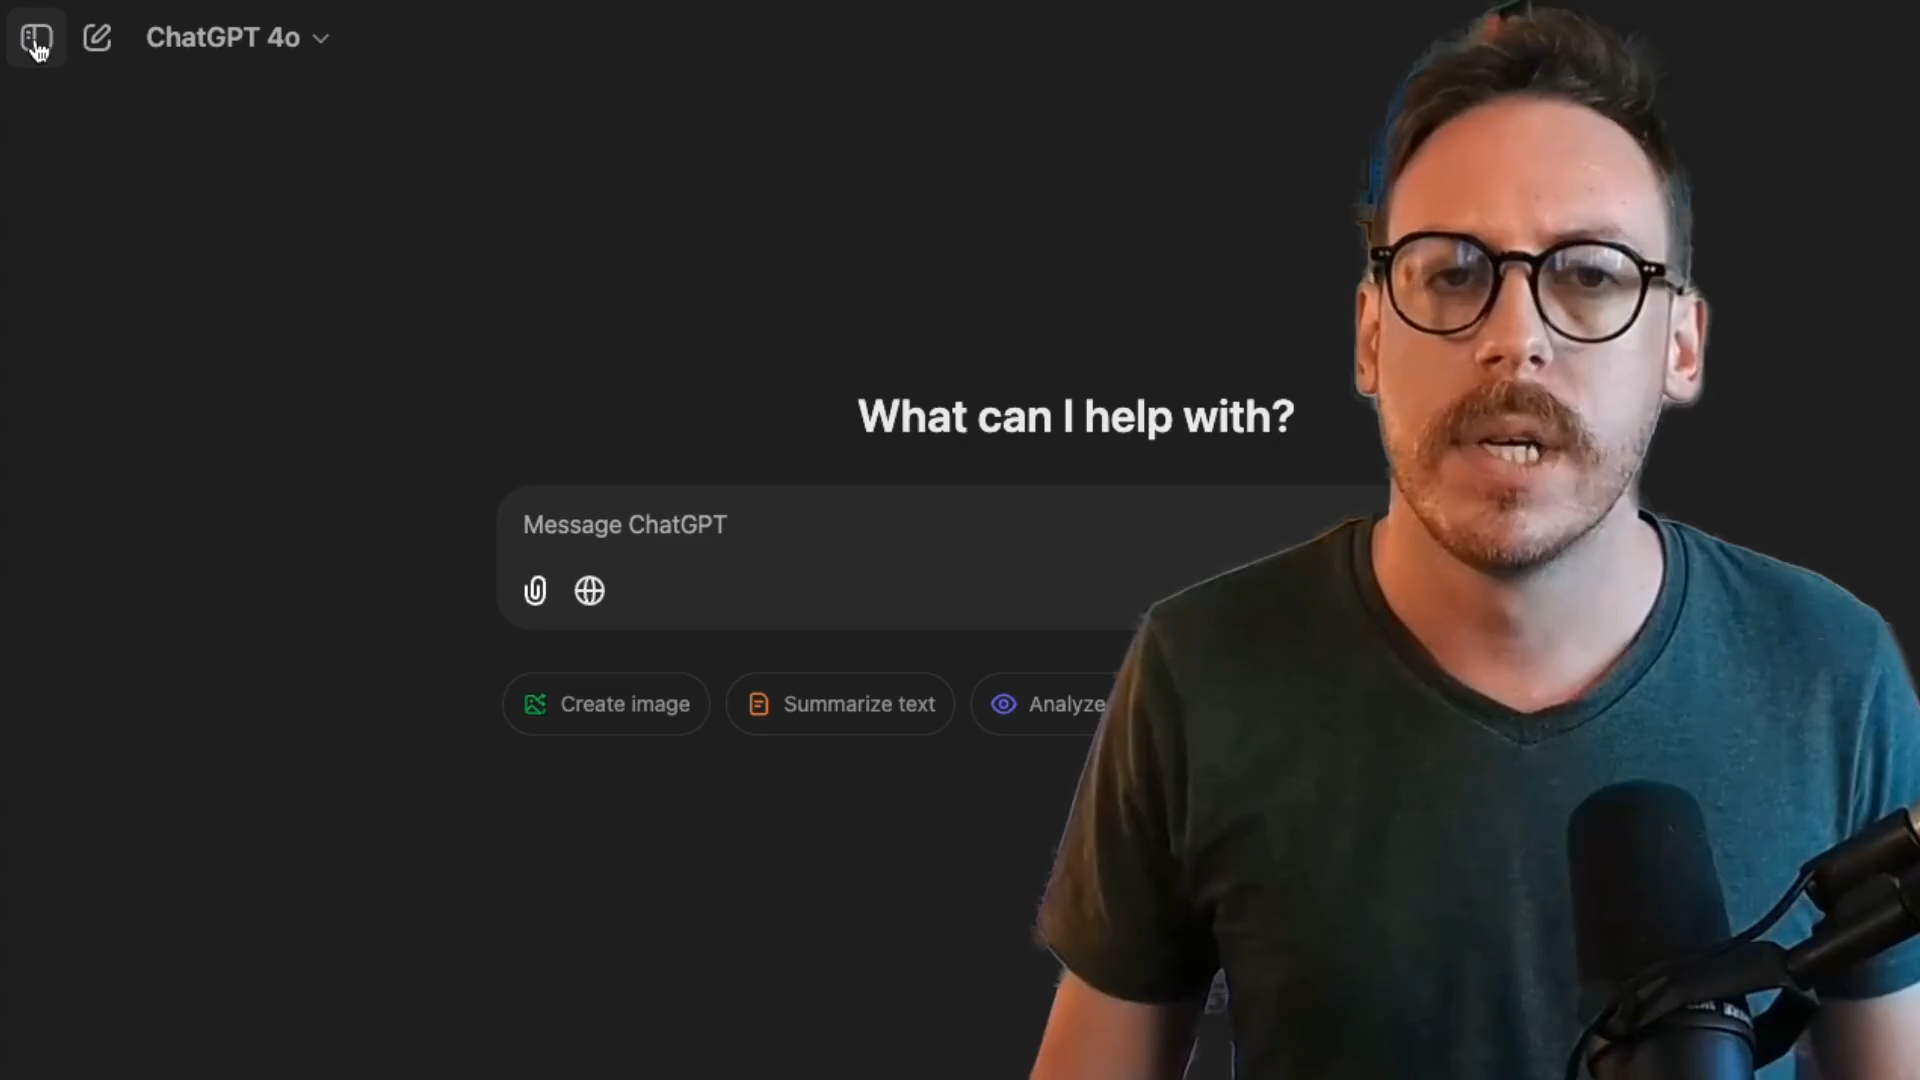 ChatGPT 4o
What can I help with?
Message ChatGPT
Create image
Summarize text
Analyze